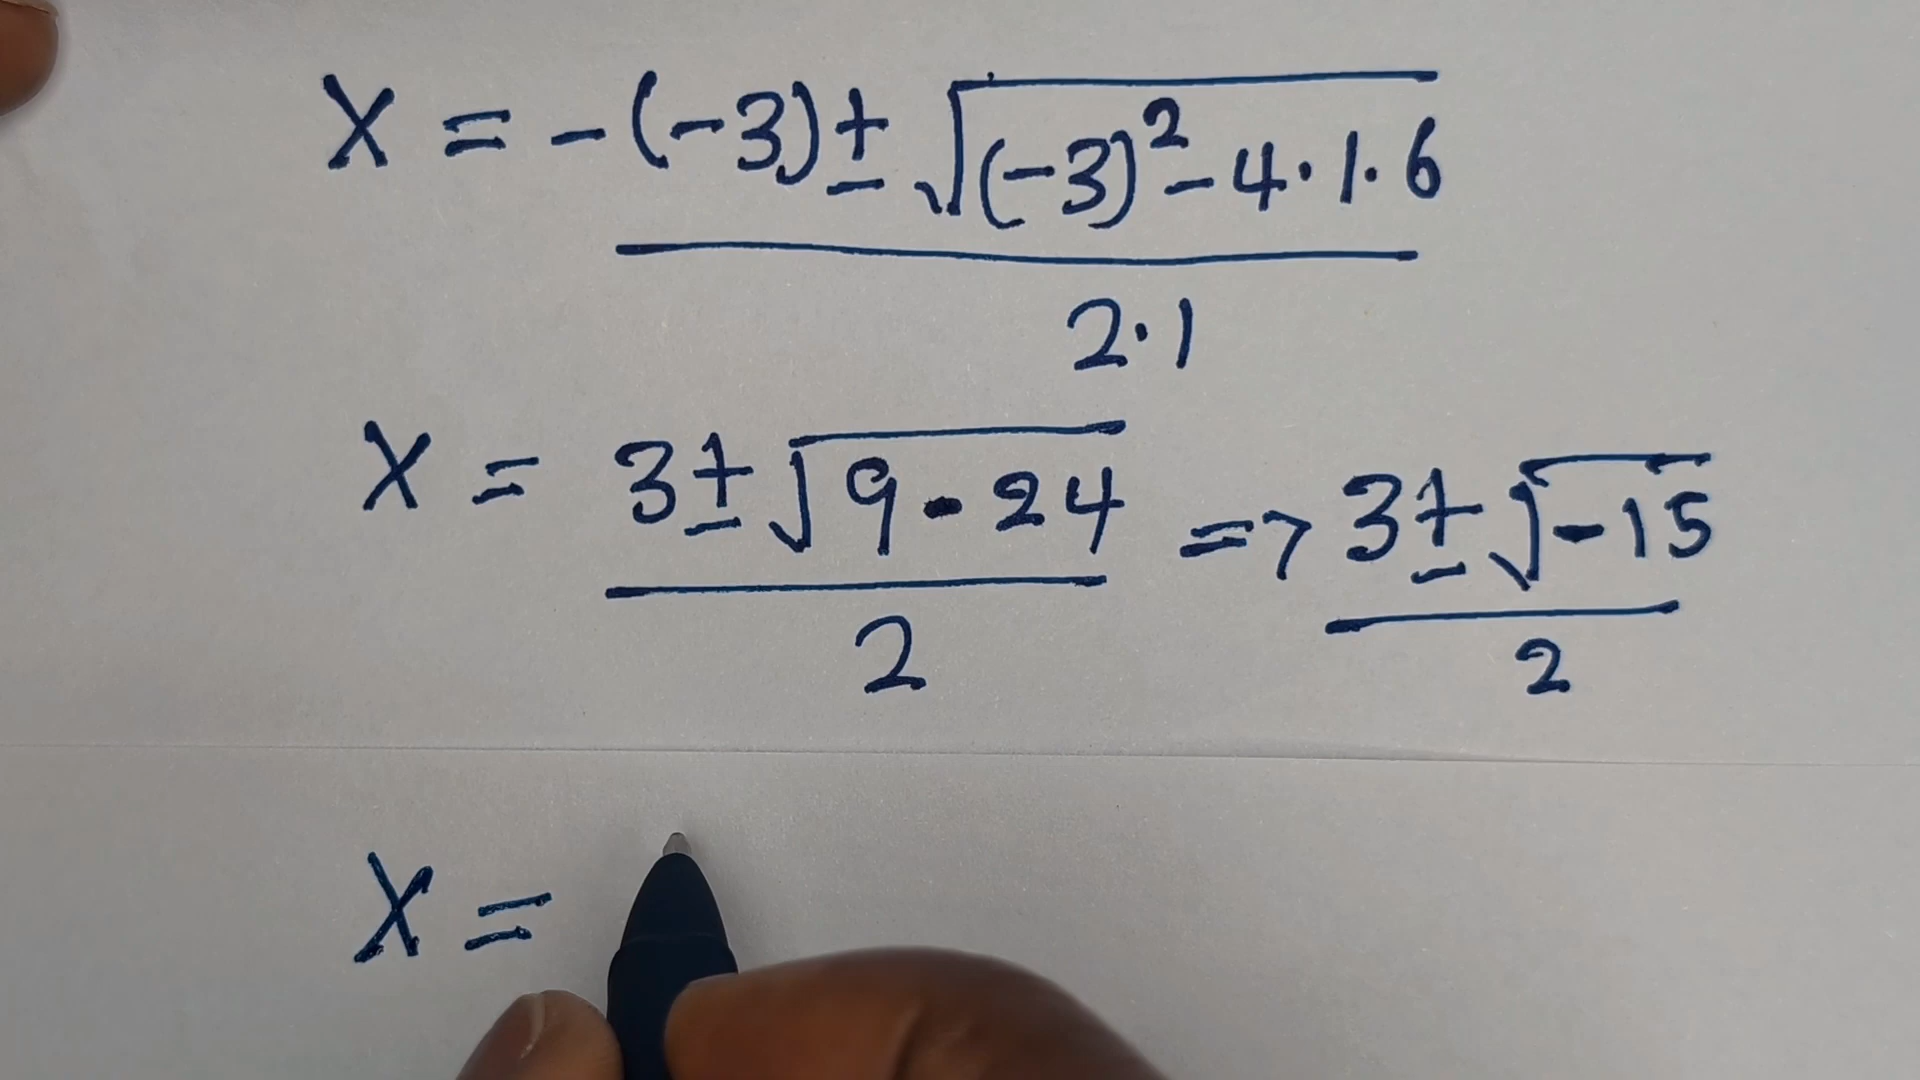 X = -(-3) ± √(-3)² - 4·1·6
2·1
X = 3 ± √9 - 24 => 3 ± √-15
2 2
X =